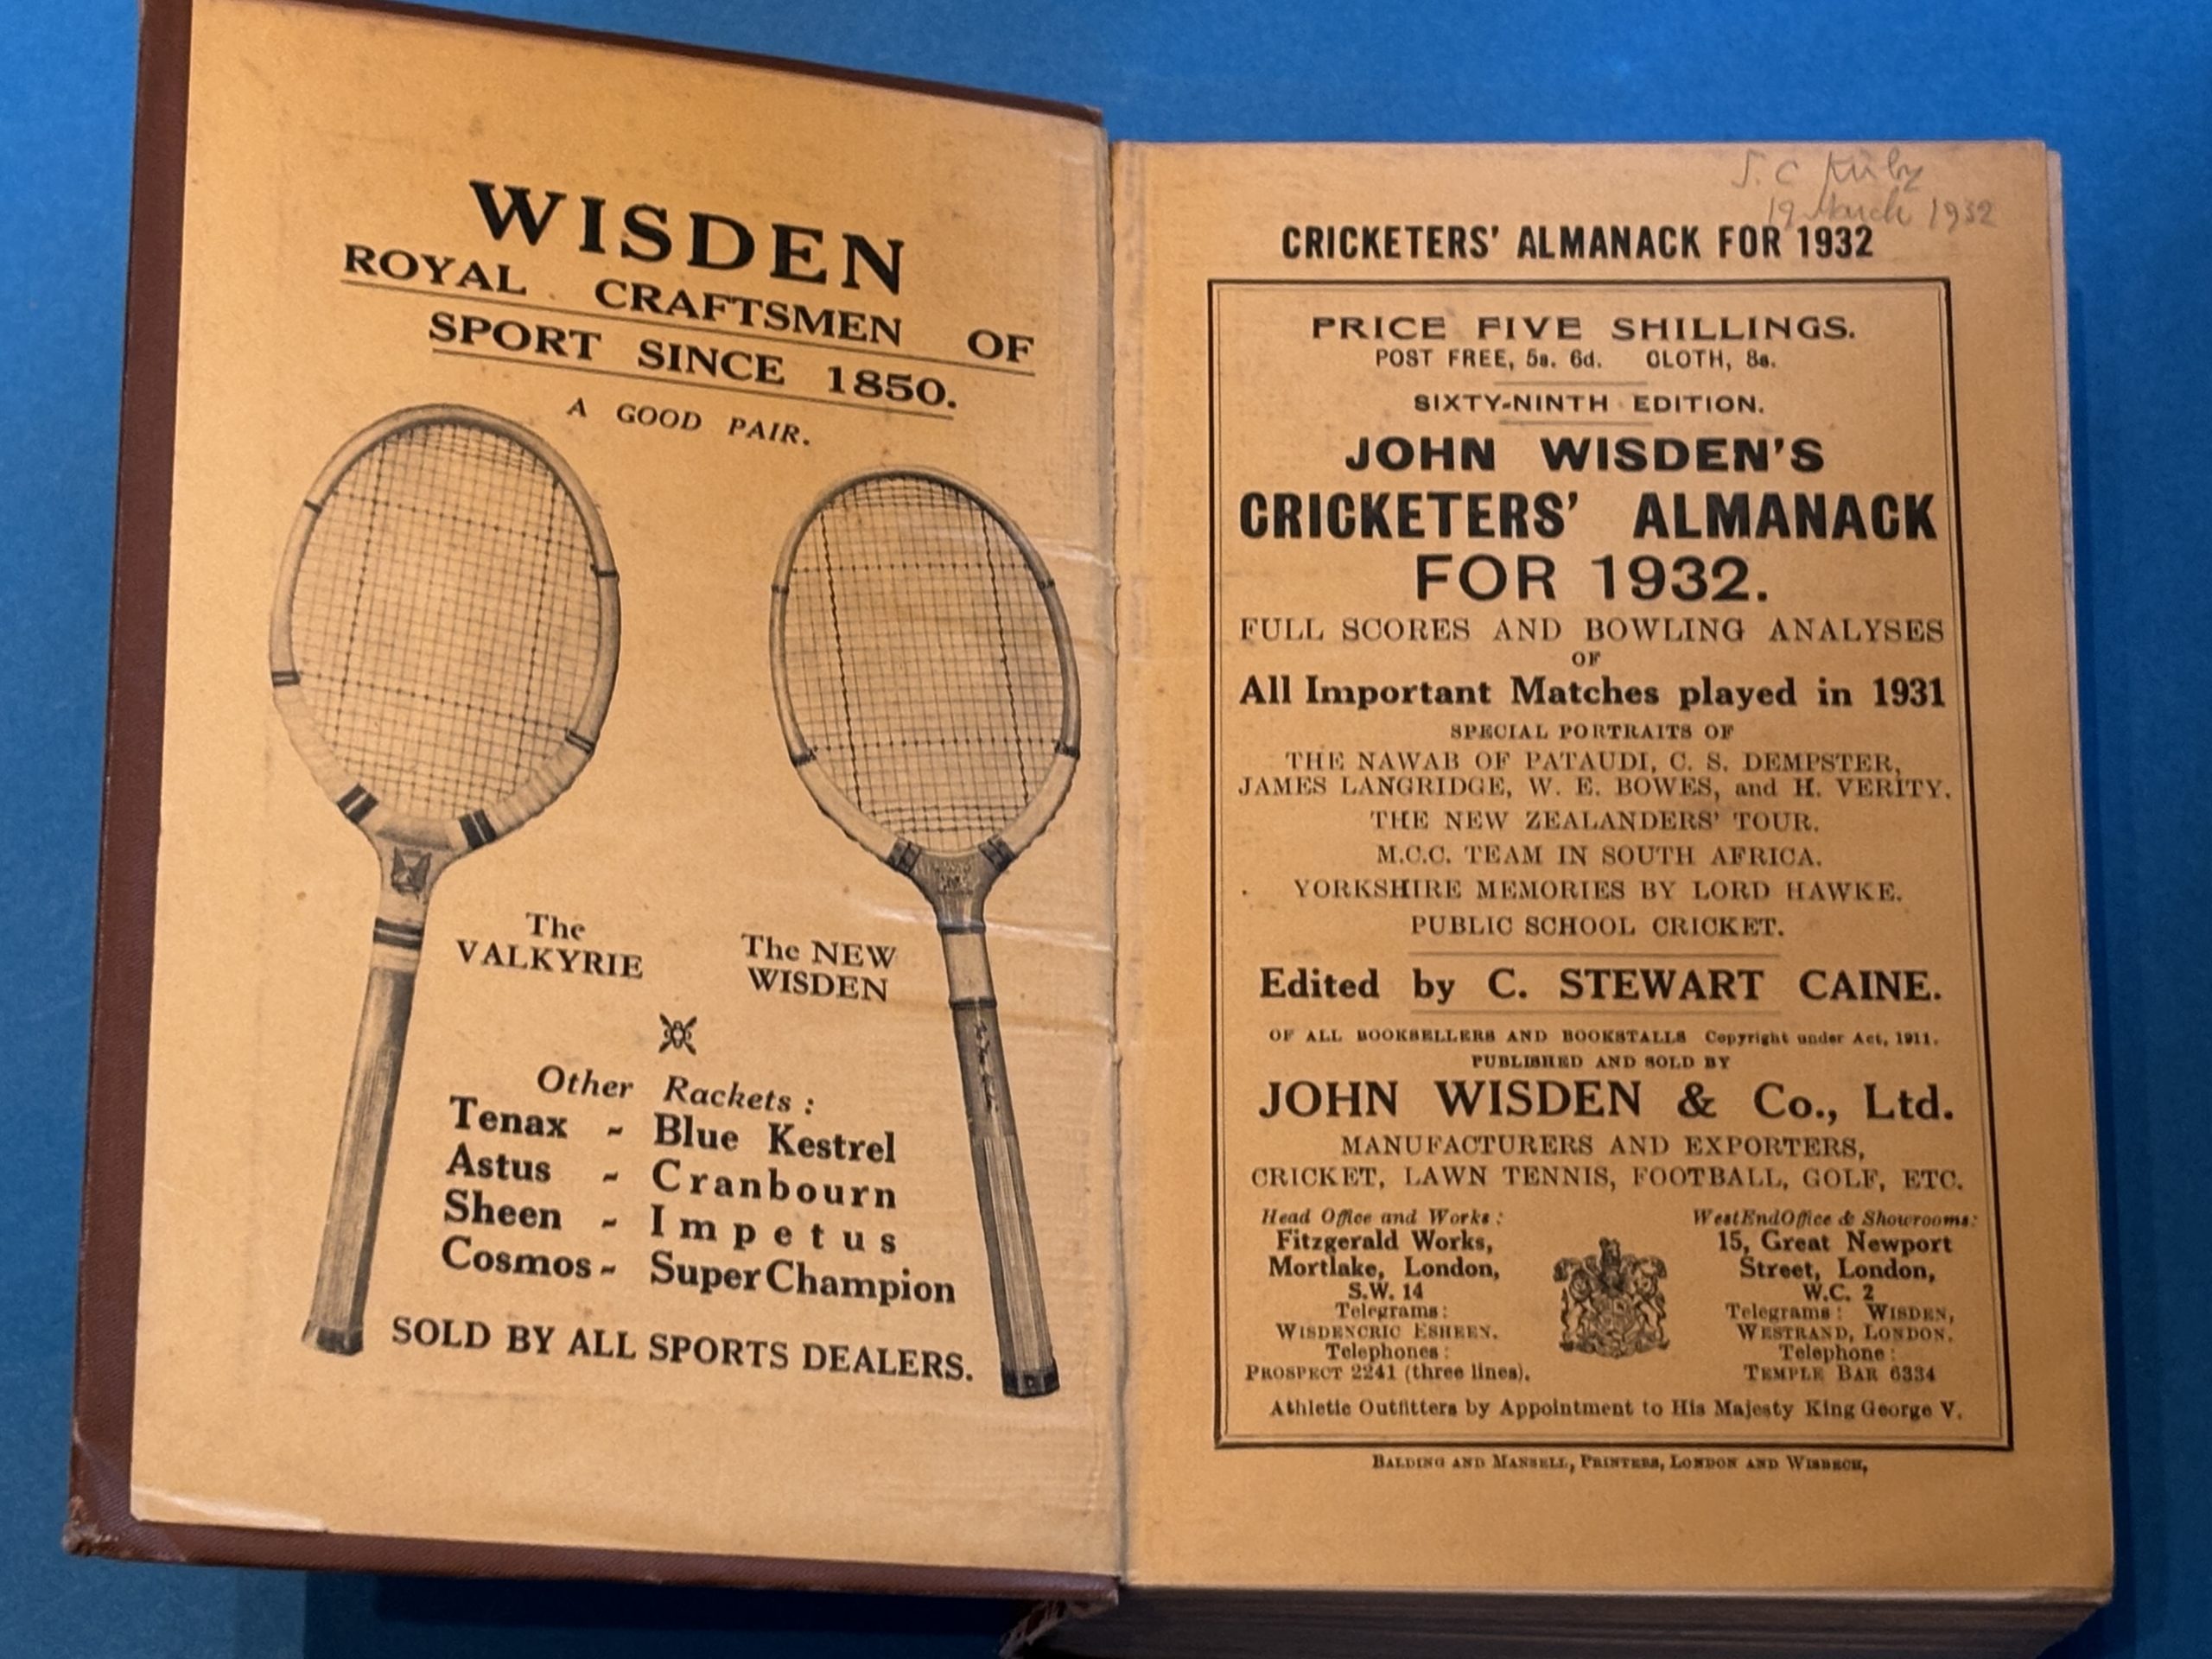 WISDEN
ROYAL CRAFTSMEN OF
SPORT SINCE 1850.
A GOOD PAIR.
The
VALKYRIE
The NEW
WISDEN
Other Rackets:
Tenax - Blue Kestrel
Astus - Cranbourn
Sheen - Impetus
Cosmos - Super Champion
SOLD BY ALL SPORTS DEALERS.
J. C Kirby
19 March 1932
CRICKETERS' ALMANACK FOR 1932
PRICE FIVE SHILLINGS.
POST FREE, 5s. 6d. CLOTH, 8s.
SIXTY-NINTH EDITION.
JOHN WISDEN'S
CRICKETERS' ALMANACK
FOR 1932.
FULL SCORES AND BOWLING ANALYSES
OF
All Important Matches played in 1931
SPECIAL PORTRAITS OF
THE NAWAB OF PATAUDI, C. S. DEMPSTER,
JAMES LANGRIDGE, W. E. BOWES, and H. VERITY.
THE NEW ZEALANDERS' TOUR.
M.C.C. TEAM IN SOUTH AFRICA.
YORKSHIRE MEMORIES BY LORD HAWKE.
PUBLIC SCHOOL CRICKET.
Edited by C. STEWART CAINE.
OF ALL BOOKSELLERS AND BOOKSTALLS Copyright under Act, 1911.
PUBLISHED AND SOLD BY
JOHN WISDEN & Co., Ltd.
MANUFACTURERS AND EXPORTERS,
CRICKET, LAWN TENNIS, FOOTBALL, GOLF, ETC.
Head Office and Works:
Fitzgerald Works,
Mortlake, London,
S.W. 14
Telegrams:
WISDENCRIC ESHEEN.
Telephones:
PROSPECT 2241 (three lines).
West End Office & Showrooms:
15, Great Newport
Street, London,
W.C. 2
Telegrams: WISDEN,
WESTRAND, LONDON.
Telephone:
TEMPLE BAR 6334
Athletic Outfitters by Appointment to His Majesty King George V.
BALDING AND MANSELL, PRINTERS, LONDON AND WISBECH,